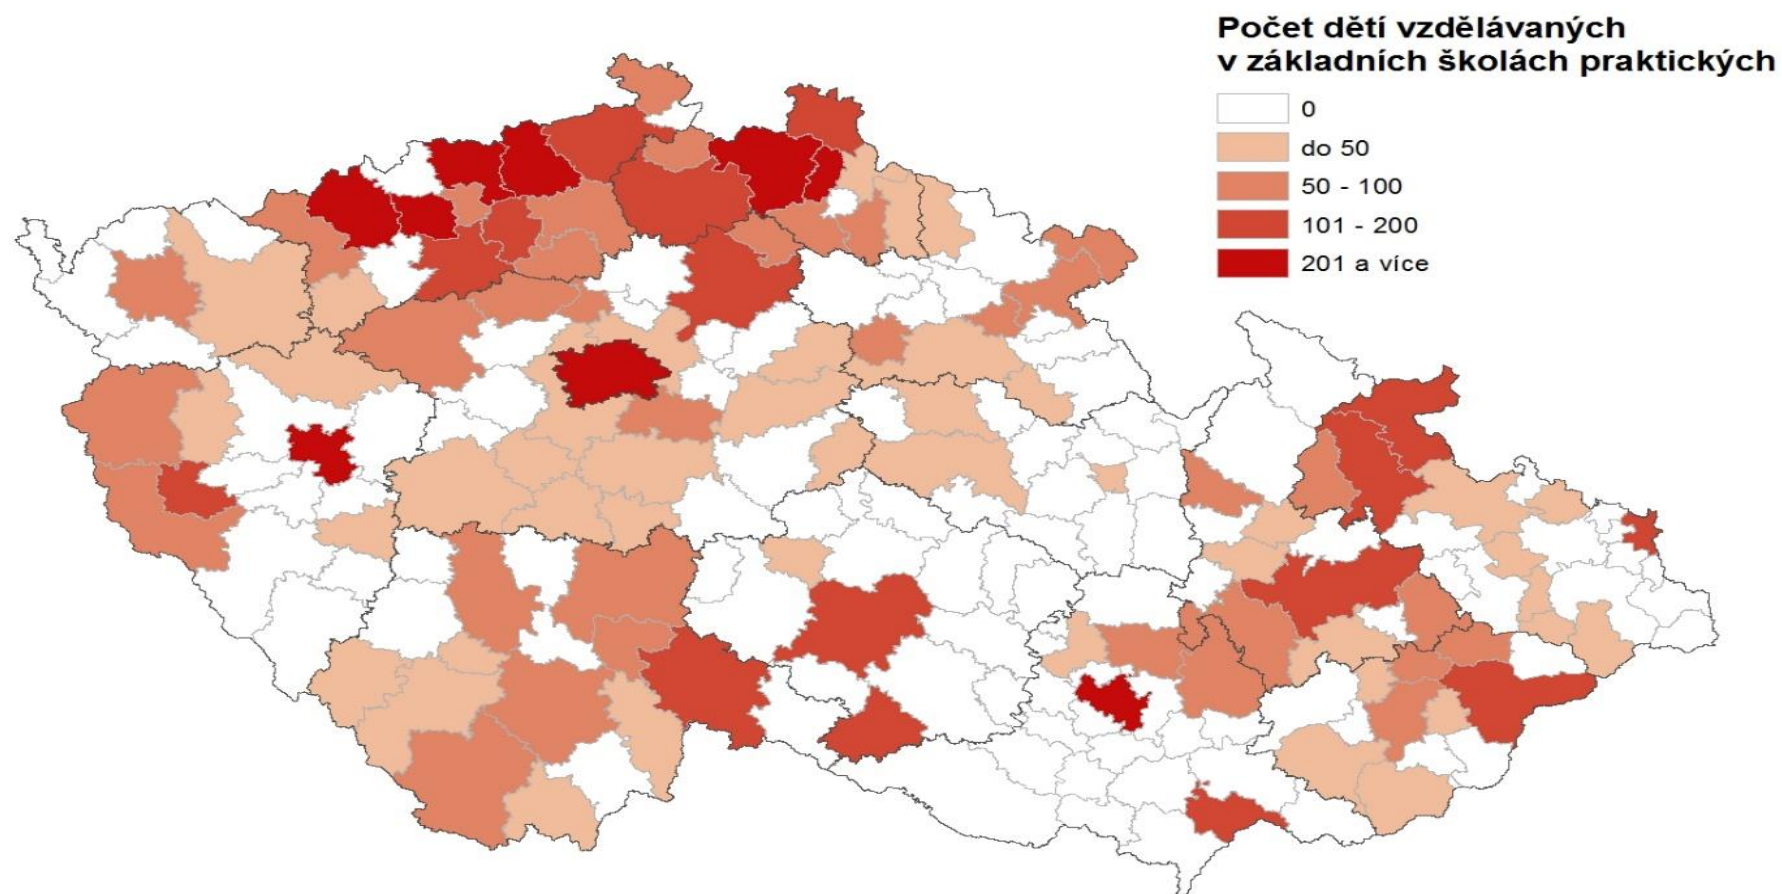 Počet dětí vzdělávaných
v základních školách praktických
0
do 50
50 - 100
101 - 200
201 a více